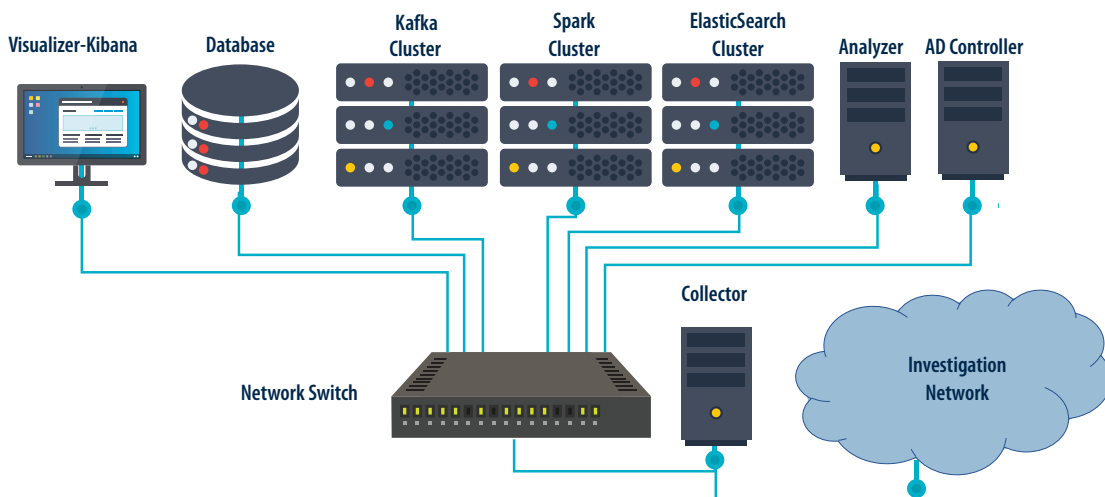 Visualizer-Kibana
Database
Kafka
Cluster
Spark
Cluster
ElasticSearch
Cluster
Analyzer
AD Controller
Collector
Network Switch
Investigation
Network